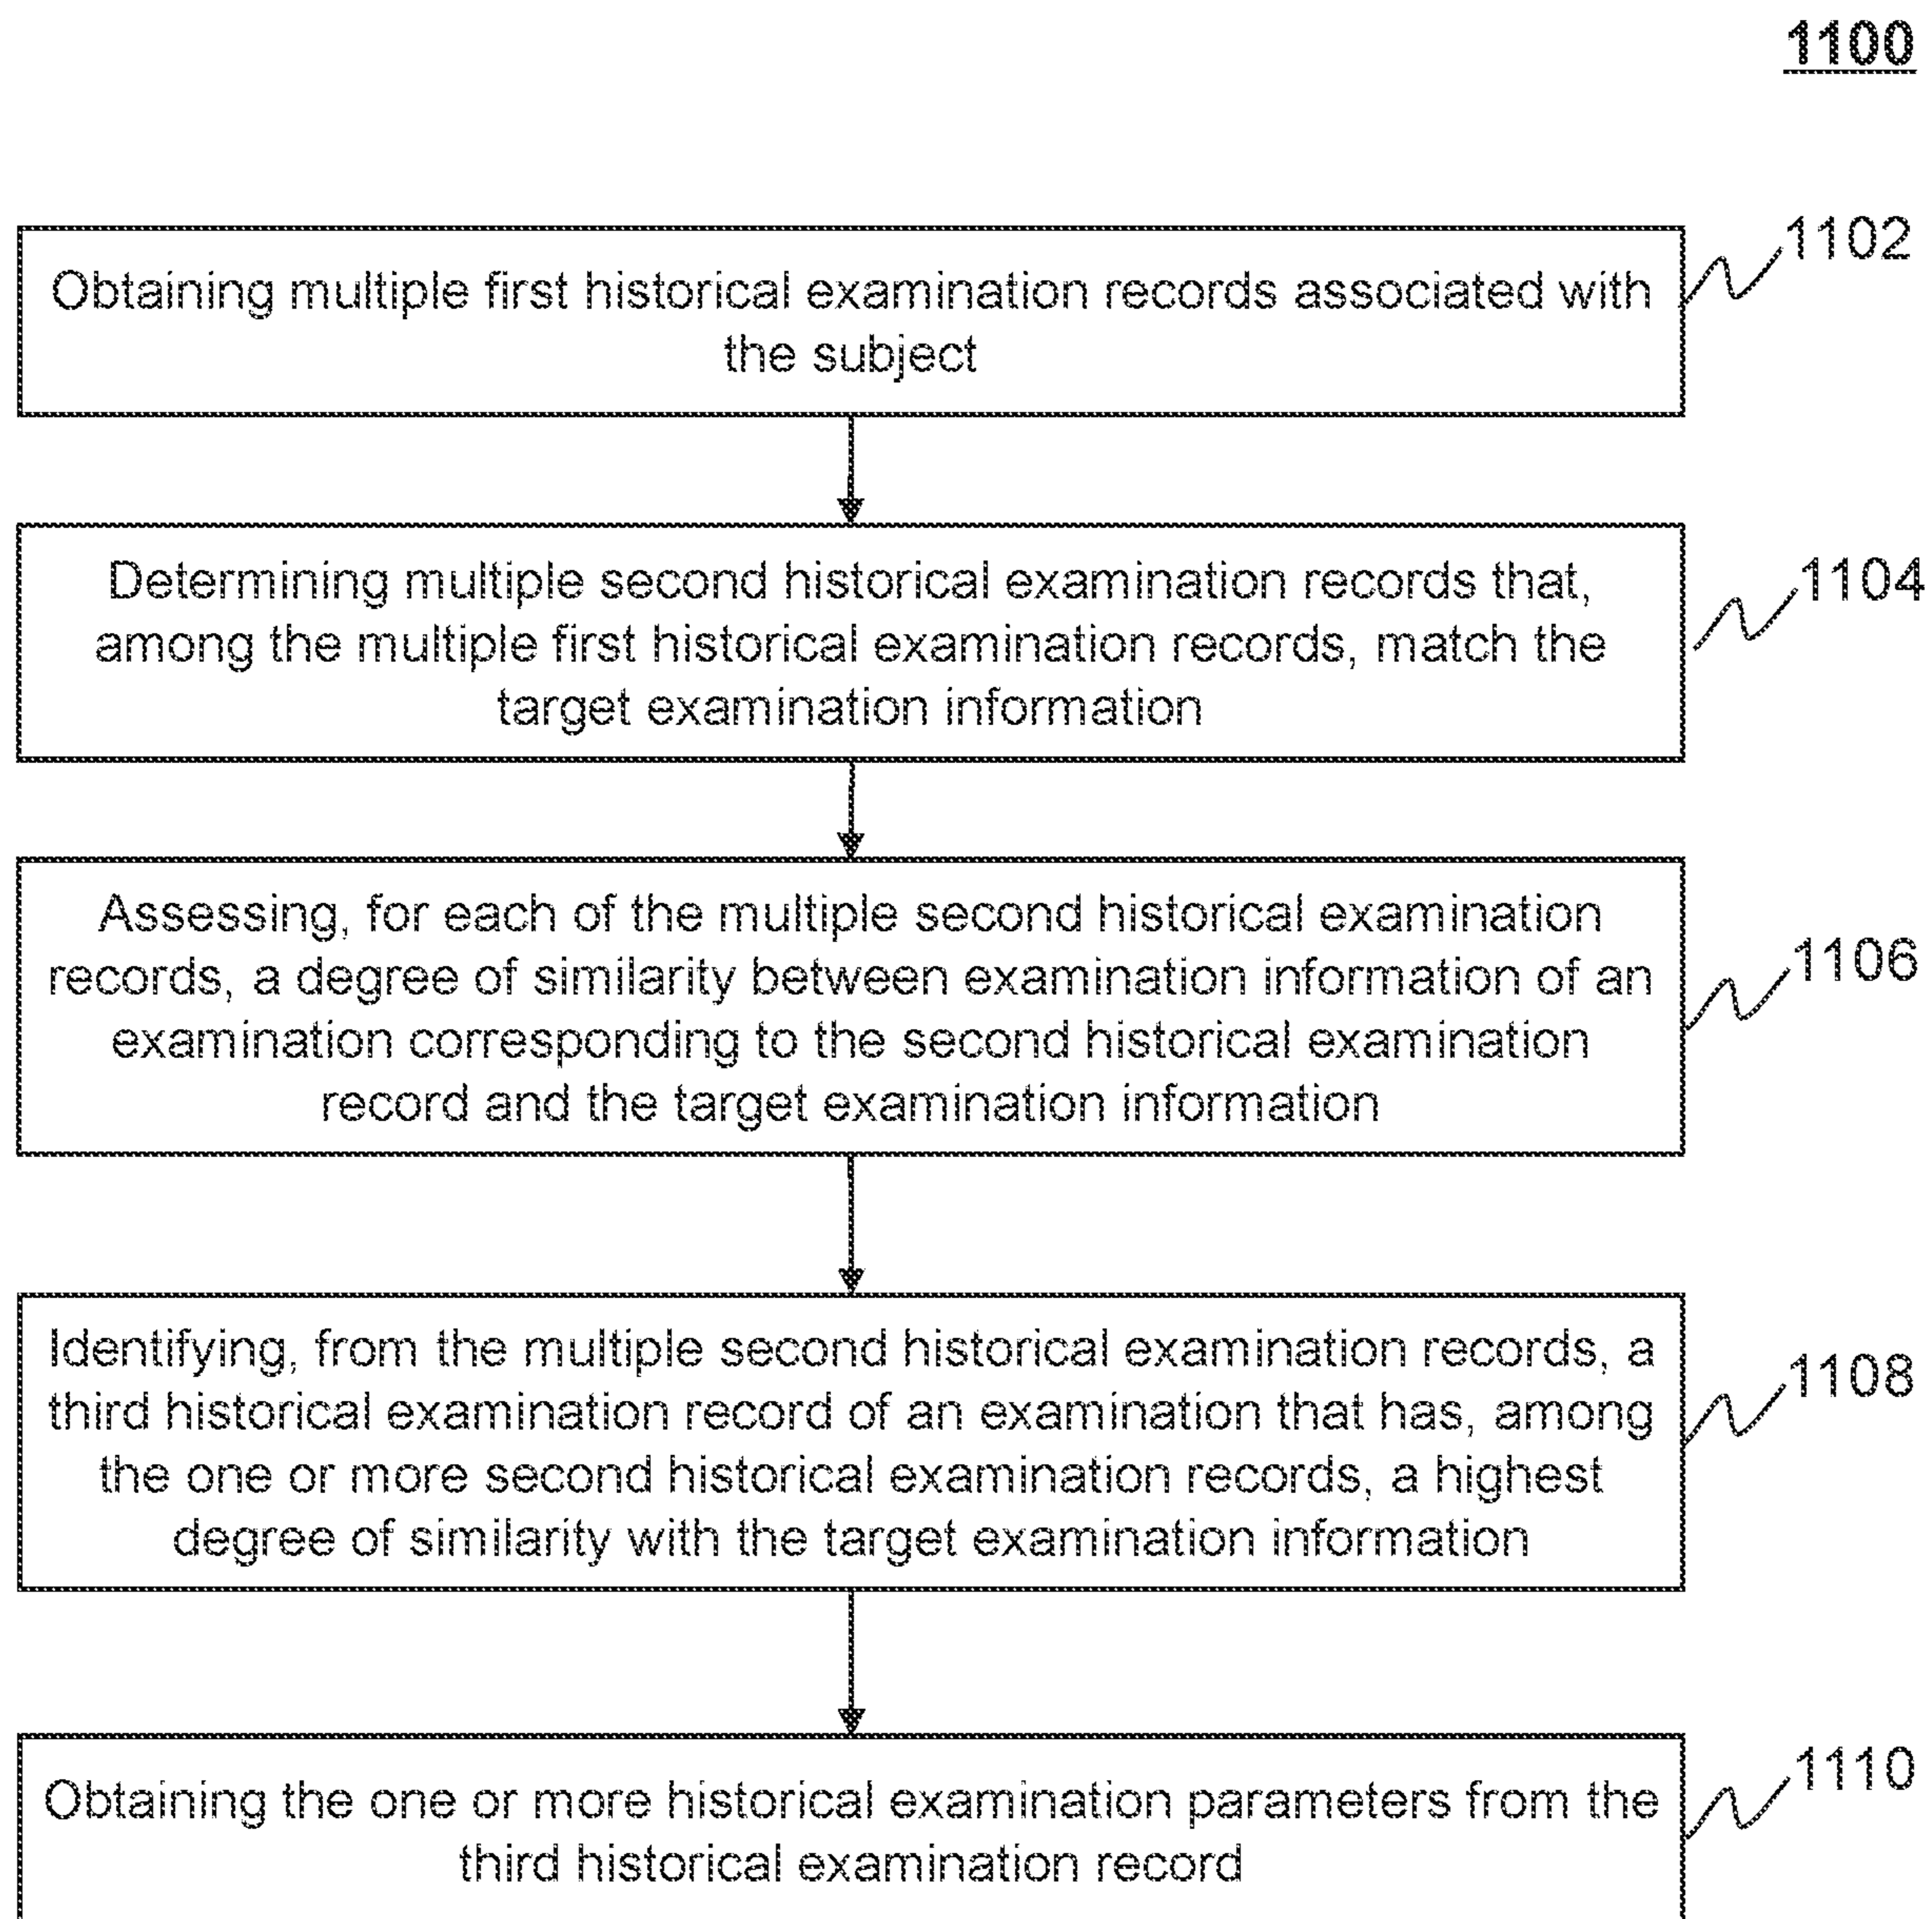 1100
Obtaining multiple first historical examination records associated with
the subject
1102
Determining multiple second historical examination records that,
among the multiple first historical examination records, match the
target examination information
1104
Assessing, for each of the multiple second historical examination
records, a degree of similarity between examination information of an
examination corresponding to the second historical examination
record and the target examination information
1106
Identifying, from the multiple second historical examination records, a
third historical examination record of an examination that has, among
the one or more second historical examination records, a highest
degree of similarity with the target examination information
1108
Obtaining the one or more historical examination parameters from the
third historical examination record
1110